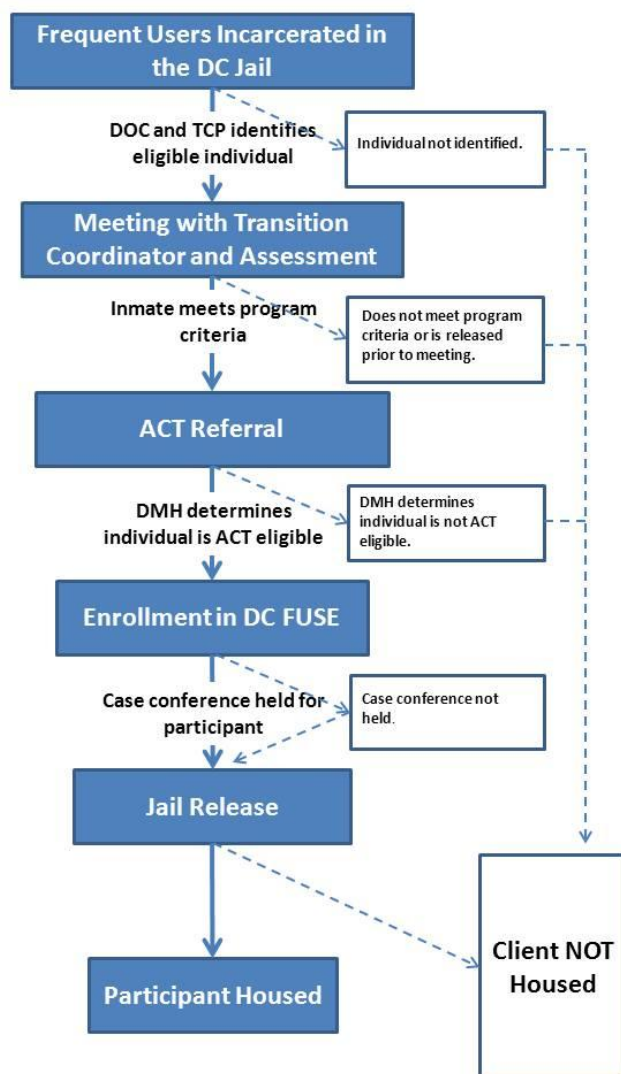 Frequent Users Incarcerated in
the DC Jail
DOC and TCP identifies
eligible individual
Individual not identified.
Meeting with Transition
Coordinator and Assessment
Inmate meets program
criteria
Does not meet program
criteria or is released
prior to meeting.
ACT Referral
DMH determines
individual is ACT eligible
DMH determines
individual is not ACT
eligible.
Enrollment in DC FUSE
Case conference held for
participant
Case conference not
held.
Jail Release
Participant Housed
Client NOT
Housed